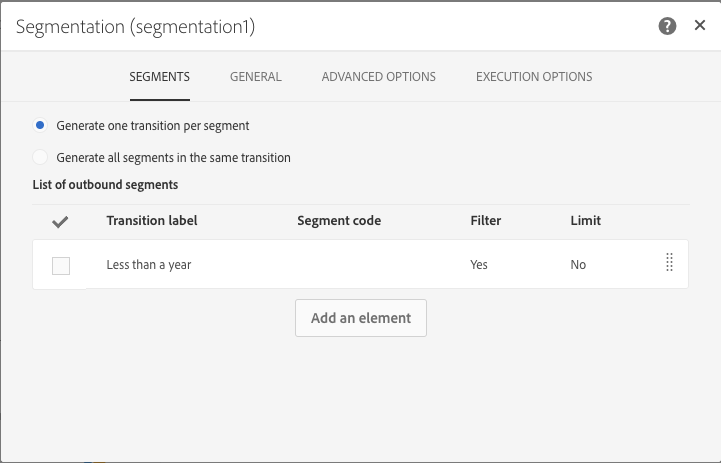 Segmentation (segmentation1)
SEGMENTS GENERAL ADVANCED OPTIONS EXECUTION OPTIONS
Generate one transition per segment
Generate all segments in the same transition
List of outbound segments
Transition label Segment code Filter Limit
Less than a year Yes No
Add an element